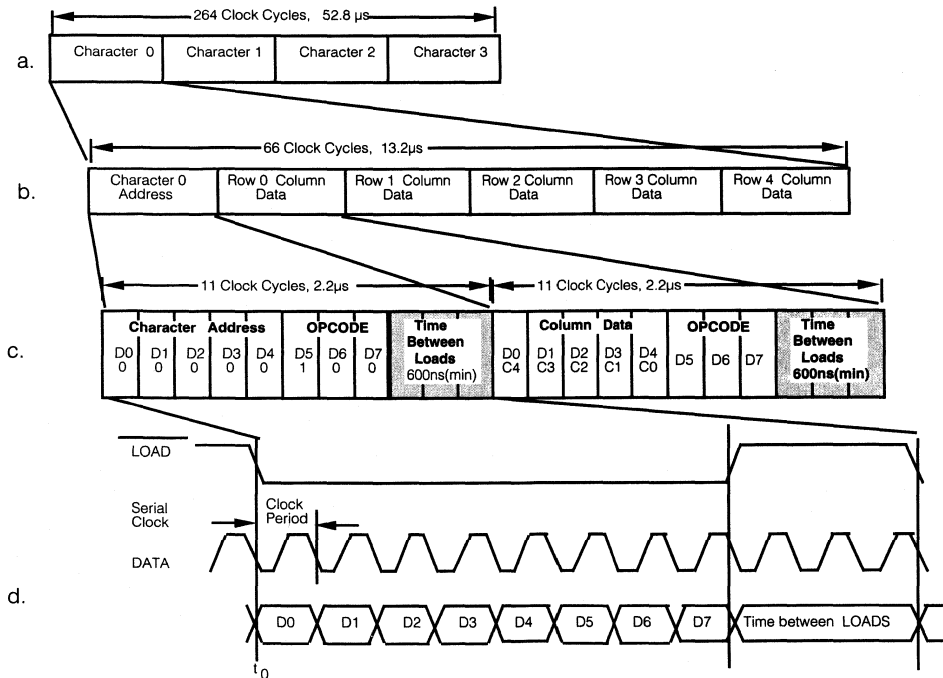 264 Clock Cycles, 52.8 µs
a.
Character 0 Character 1 Character 2 Character 3
66 Clock Cycles, 13.2µs
b.
Character 0 Address
Row 0 Column Data
Row 1 Column Data
Row 2 Column Data
Row 3 Column Data
Row 4 Column Data
11 Clock Cycles, 2.2µs 11 Clock Cycles, 2.2µs
c.
Character Address
OPCODE
Time
Between
Loads
600ns(min)
D0 D1 D2 D3 D4 D5 D6 D7
0 0 0 0 0 1 0 0
Column Data
OPCODE
Time
Between
Loads
600ns(min)
D0 D1 D2 D3 D4 D5 D6 D7
C4 C3 C2 C1 C0
LOAD
Serial
Clock
Clock
Period
DATA
d.
D0 D1 D2 D3 D4 D5 D6 D7 Time between LOADS
t0